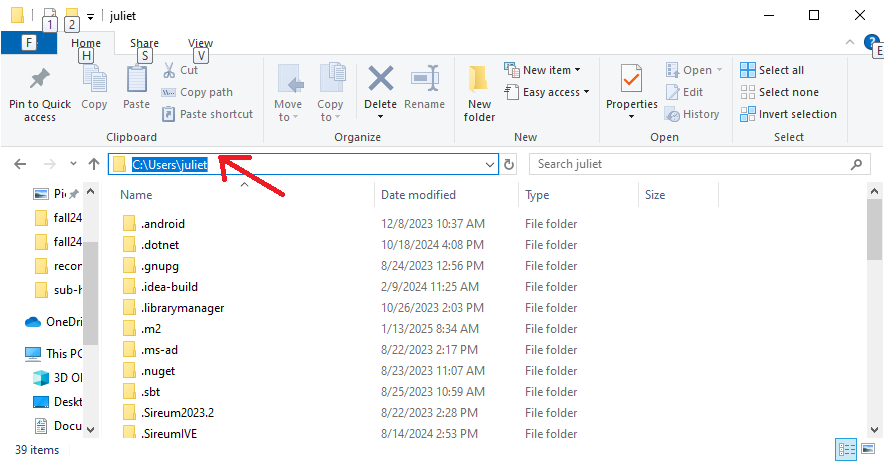 1 2 juliet
F Home Share View
H S V E
Pin to Quick access
Copy
Paste
Cut
Copy path
Paste shortcut
Clipboard
Move to
Copy to
Delete
Rename
Organize
New folder
New item
Easy access
New
Properties
Open
Edit
History
Open
Select all
Select none
Invert selection
Select
C:\Users\juliet
Search juliet
Name Date modified Type Size
.android 12/8/2023 10:37 AM File folder
.dotnet 10/18/2024 4:08 PM File folder
.gnupg 8/24/2023 12:56 PM File folder
.idea-build 2/9/2024 11:25 AM File folder
.librarymanager 10/26/2023 2:03 PM File folder
.m2 1/13/2025 8:34 AM File folder
.ms-ad 8/22/2023 2:17 PM File folder
.nuget 8/23/2023 11:07 AM File folder
.sbt 8/25/2023 10:59 AM File folder
.Sireum2023.2 8/22/2023 2:28 PM File folder
.SireumIVE 8/14/2024 2:53 PM File folder
Pic
fall24
fall24
recon
sub-h
OneDri
This PC
3D O
Deskt
Docu
39 items